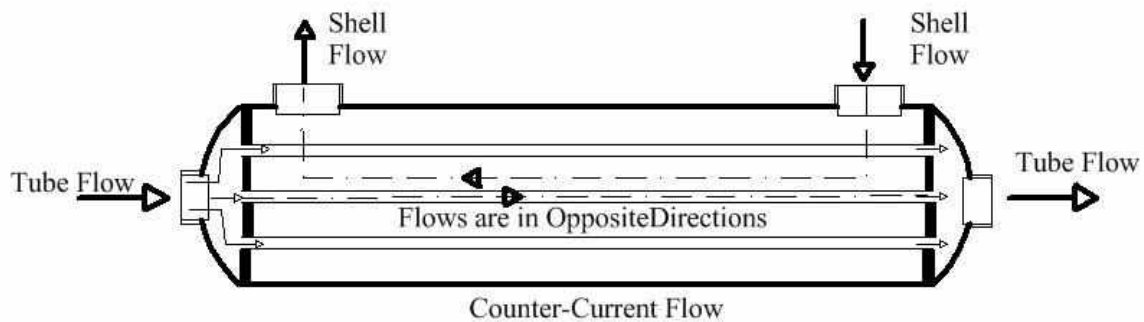 Shell
Flow
Shell
Flow
Tube Flow
Tube Flow
Flows are in OppositeDirections
Counter-Current Flow